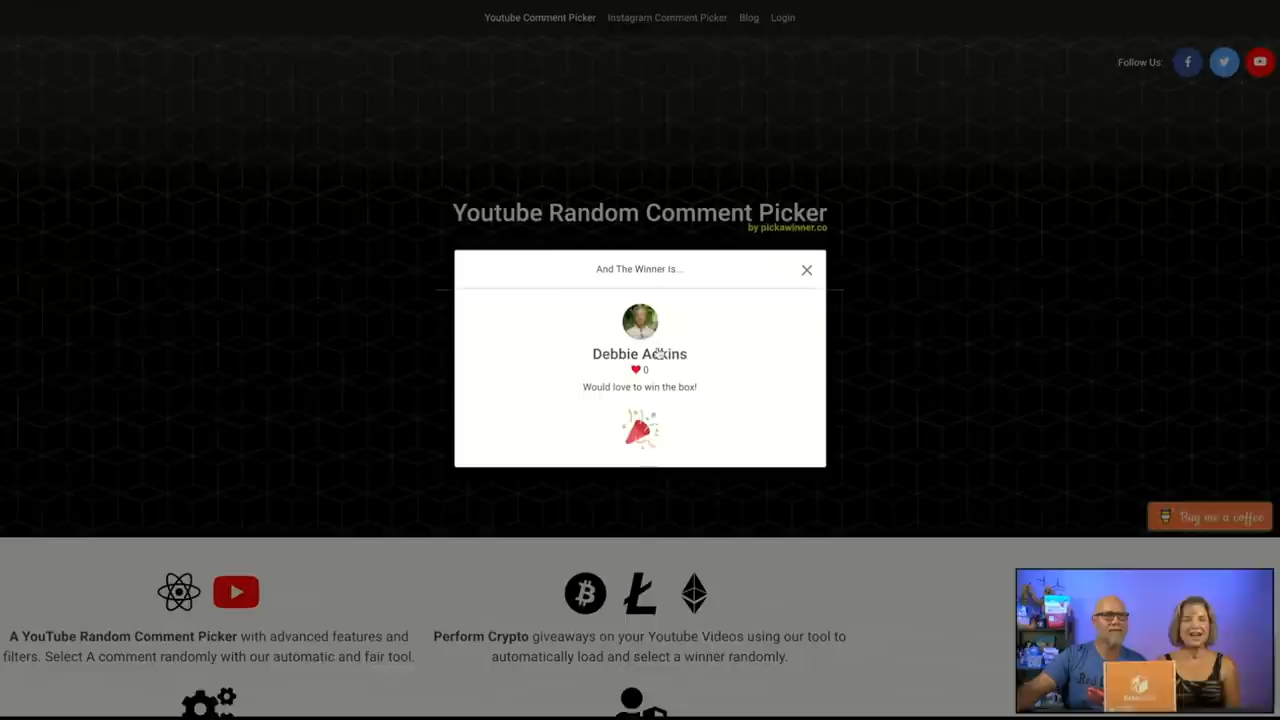 Youtube Comment Picker Instagram Comment Picker Blog Login
Follow Us:
Youtube Random Comment Picker
by pickawinner.co
And The Winner Is...
Debbie Adkins
0
Would love to win the box!
Buy me a coffee
A YouTube Random Comment Picker with advanced features and
filters. Select A comment randomly with our automatic and fair tool.
Perform Crypto giveaways on your Youtube Videos using our tool to
automatically load and select a winner randomly.